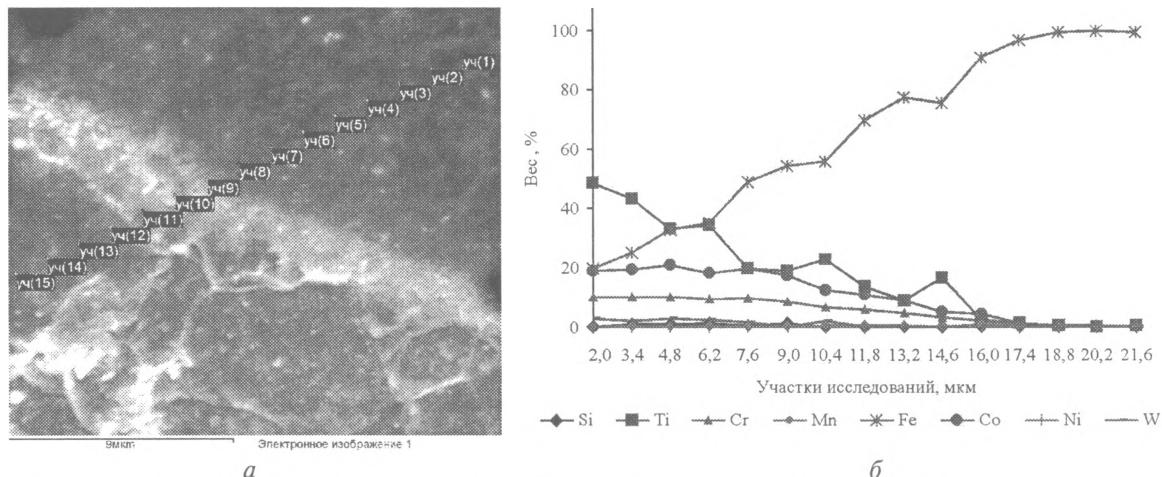 уч(1)
уч(2)
уч(3)
уч(4)
уч(5)
уч(6)
уч(7)
уч(8)
уч(9)
уч(10)
уч(11)
уч(12)
уч(13)
уч(14)
уч(15)
9мкm Электронное изображение 1
а
Вес , %
100
80
60
40
20
0
2,0 3,4 4,8 6,2 7,6 9,0 10,4 11,8 13,2 14,6 16,0 17,4 18,8 20,2 21,6
Участки исследований, мкм
Si Ti Cr Mn Fe Co Ni W
б